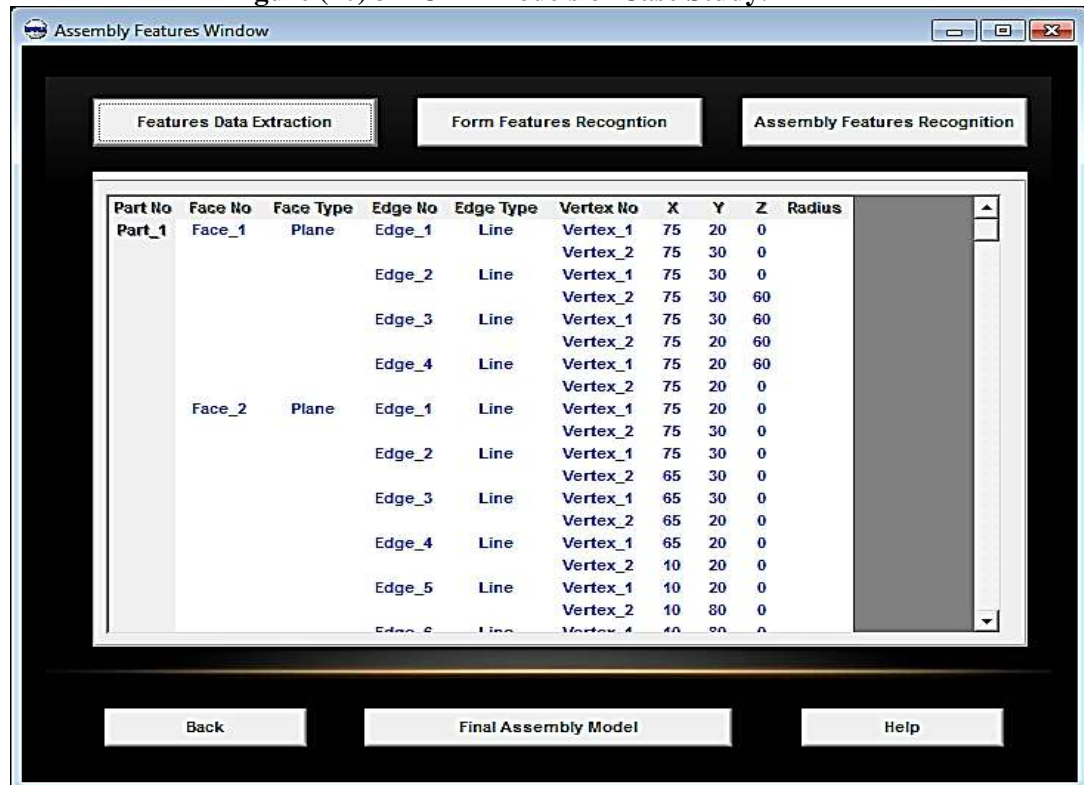 Assembly Features Window
Features Data Extraction
Form Features Recogntion
Assembly Features Recognition
Part No Face No Face Type Edge No Edge Type Vertex No X Y Z Radius
Part_1 Face_1 Plane Edge_1 Line Vertex_1 75 20 0
Vertex_2 75 30 0
Edge_2 Line Vertex_1 75 30 0
Vertex_2 75 30 60
Edge_3 Line Vertex_1 75 30 60
Vertex_2 75 20 60
Edge_4 Line Vertex_1 75 20 60
Vertex_2 75 20 0
Face_2 Plane Edge_1 Line Vertex_1 75 20 0
Vertex_2 75 30 0
Edge_2 Line Vertex_1 75 30 0
Vertex_2 65 30 0
Edge_3 Line Vertex_1 65 30 0
Vertex_2 65 20 0
Edge_4 Line Vertex_1 65 20 0
Vertex_2 10 20 0
Edge_5 Line Vertex_1 10 20 0
Vertex_2 10 80 0
Edge_6 Line Vertex_1 10 80 0
Back
Final Assembly Model
Help